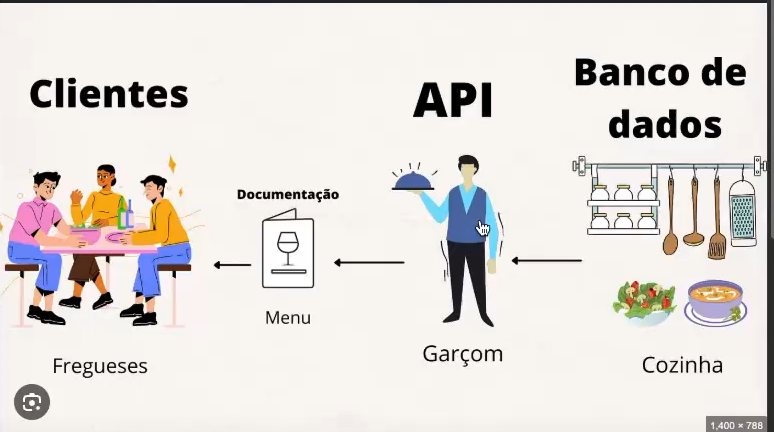 Clientes
API
Banco de
dados
Documentação
Menu
Fregueses
Garçom
Cozinha
1,400 × 788